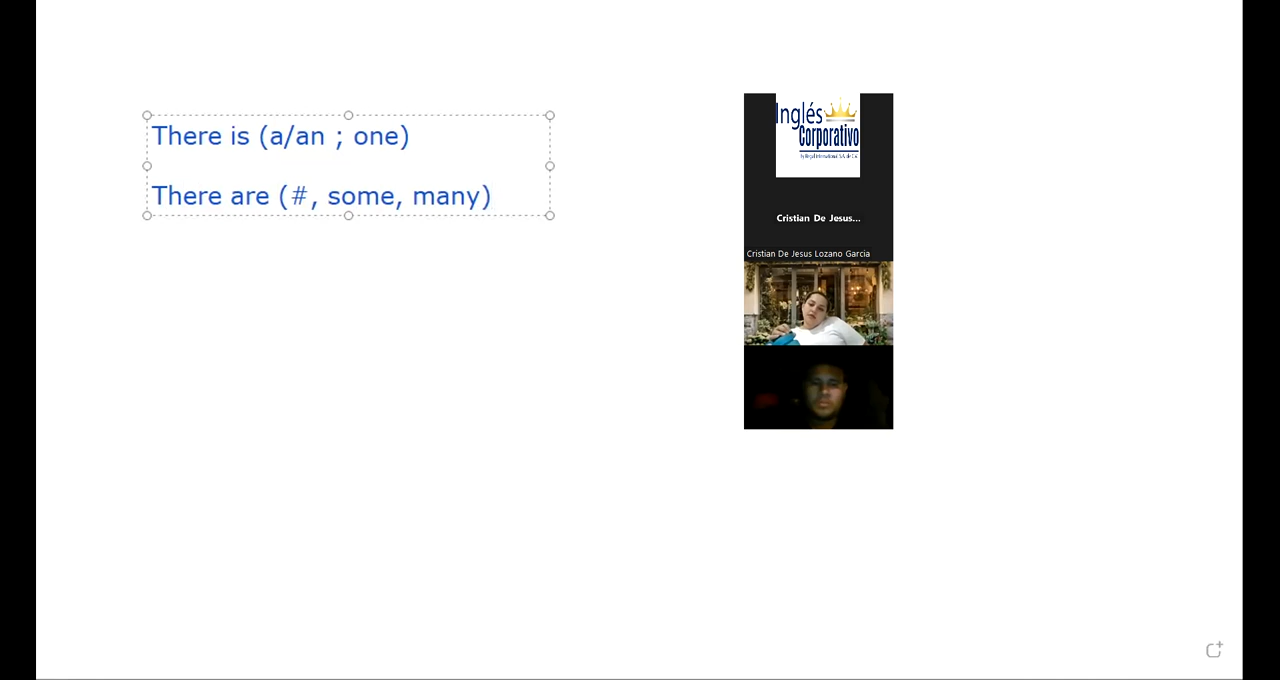 There is (a/an ; one)
There are (#, some, many)
Inglés
Corporativo
Cristian De Jesus...
Cristian De Jesus Lozano Garcia